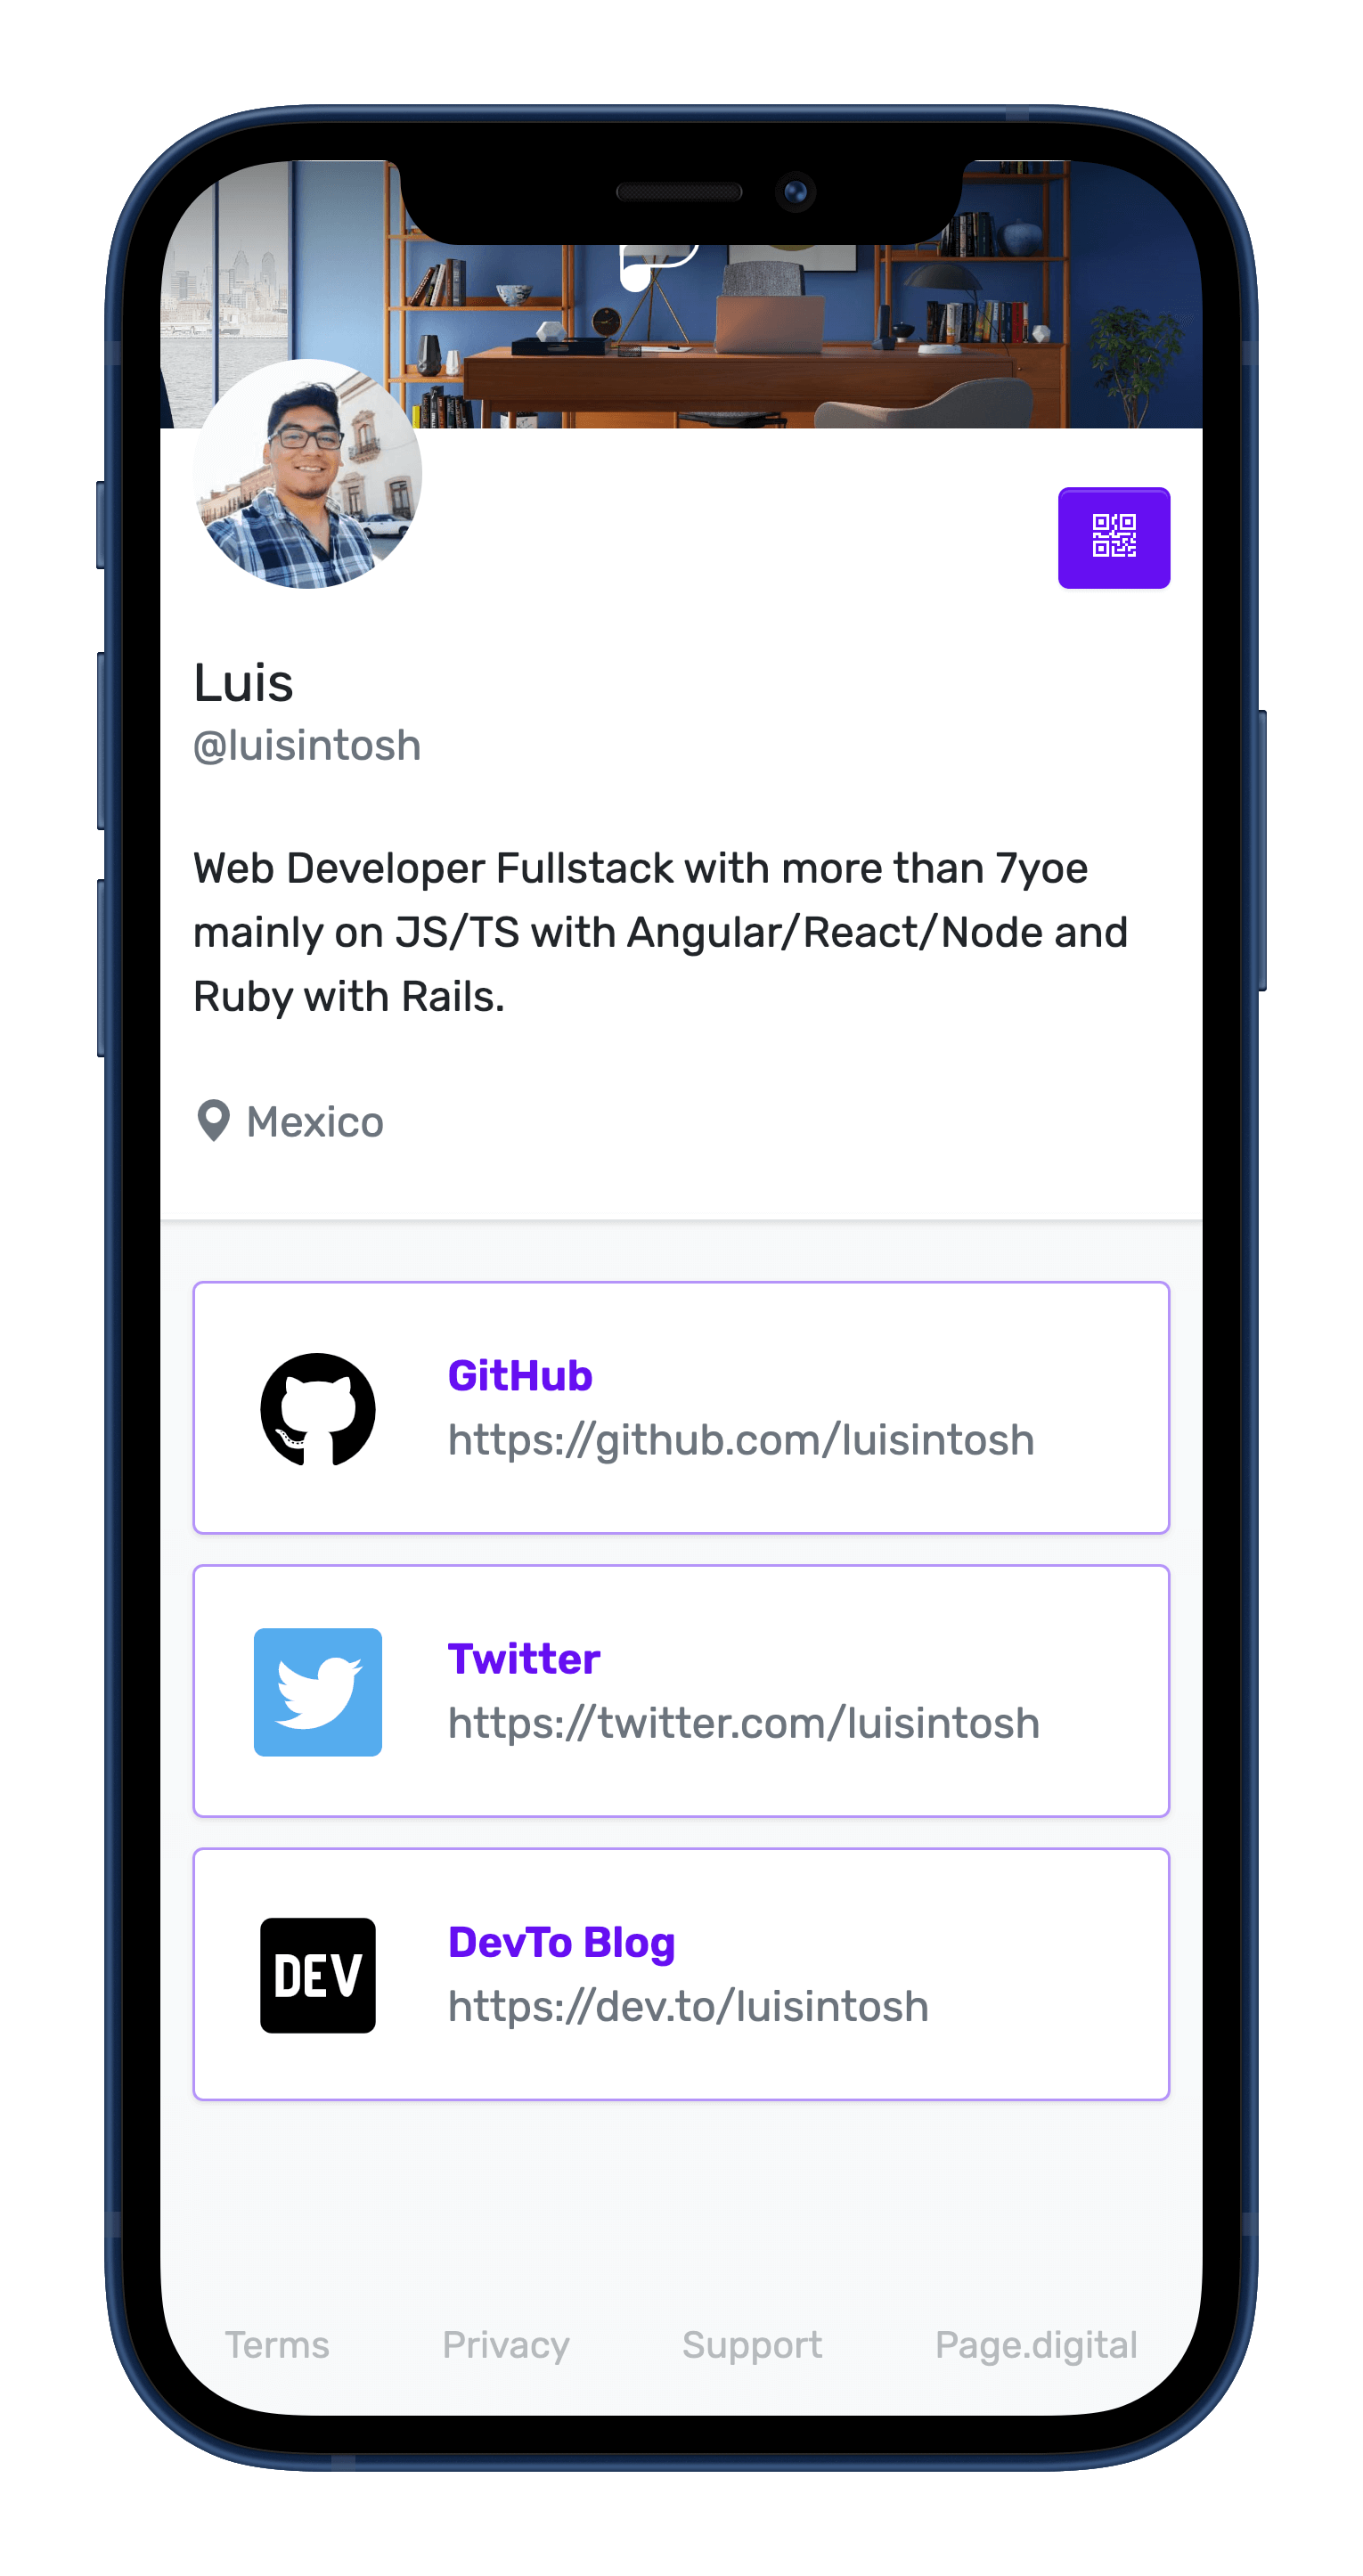 Luis
@luisintosh
Web Developer Fullstack with more than 7yoe
mainly on JS/TS with Angular/React/Node and
Ruby with Rails.
Mexico
GitHub
https://github.com/luisintosh
Twitter
https://twitter.com/luisintosh
DEV
DevTo Blog
https://dev.to/luisintosh
Terms Privacy Support Page.digital